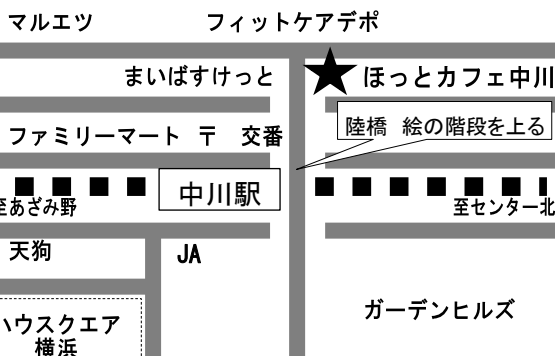 マルエツ
フィットケアデポ
まいばすけっと
ほっとカフェ中川
ファミリーマート 〒 交番
陸橋 絵の階段を上る
中川駅
至あざみ野
至センター北
天狗
JA
ハウスクエア
横浜
ガーデンヒルズ